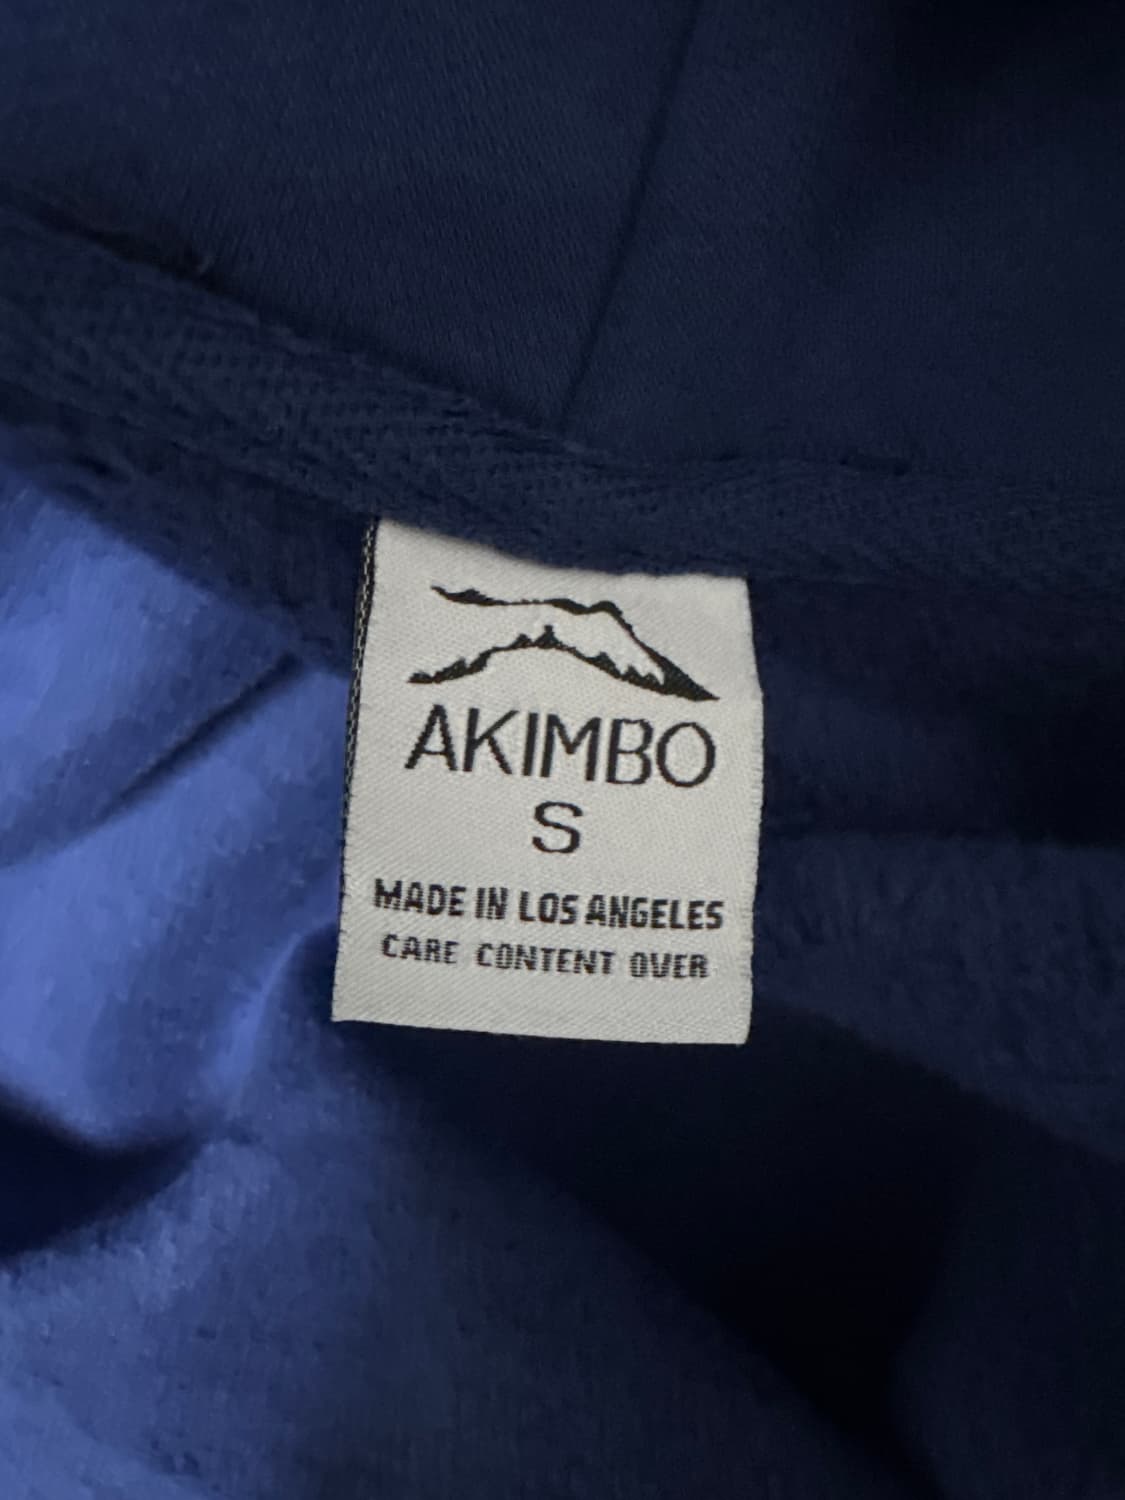 AKIMBO
S
MADE IN LOS ANGELES
CARE CONTENT OVER